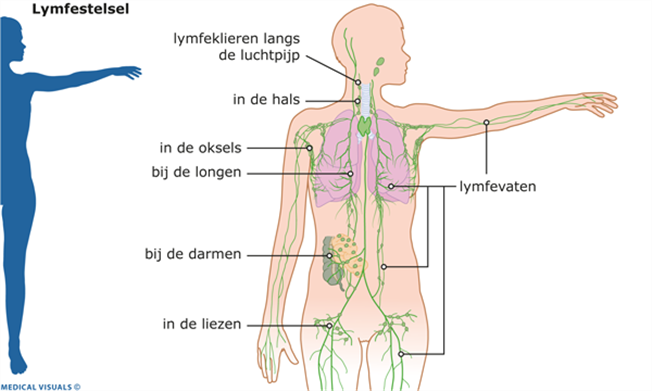 Lymfestelsel
lymfeklieren langs
de luchtpijp
in de hals
in de oksels
bij de longen
lymfevaten
bij de darmen
in de liezen
MEDICAL VISUALS ©